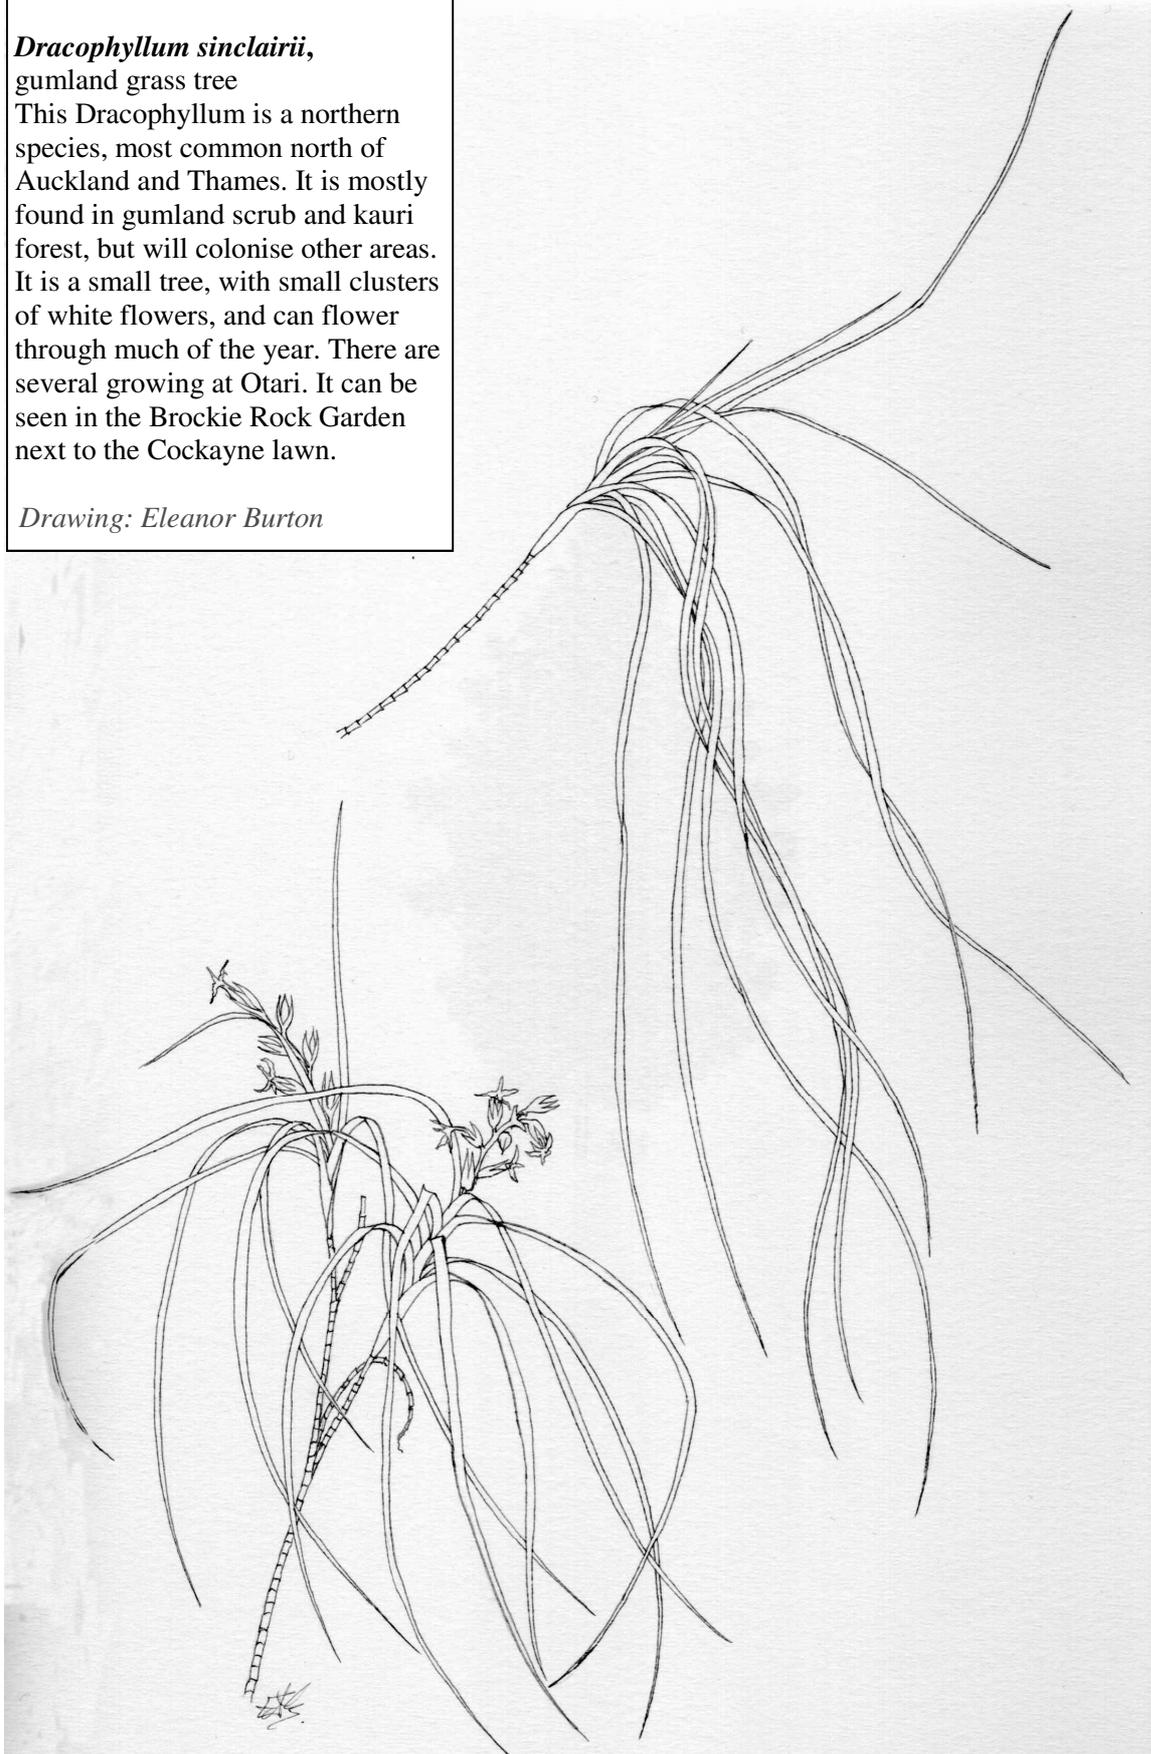 Dracophyllum sinclairii,
gumland grass tree
This Dracophyllum is a northern
species, most common north of
Auckland and Thames. It is mostly
found in gumland scrub and kauri
forest, but will colonise other areas.
It is a small tree, with small clusters
of white flowers, and can flower
through much of the year. There are
several growing at Otari. It can be
seen in the Brockie Rock Garden
next to the Cockayne lawn.
Drawing: Eleanor Burton